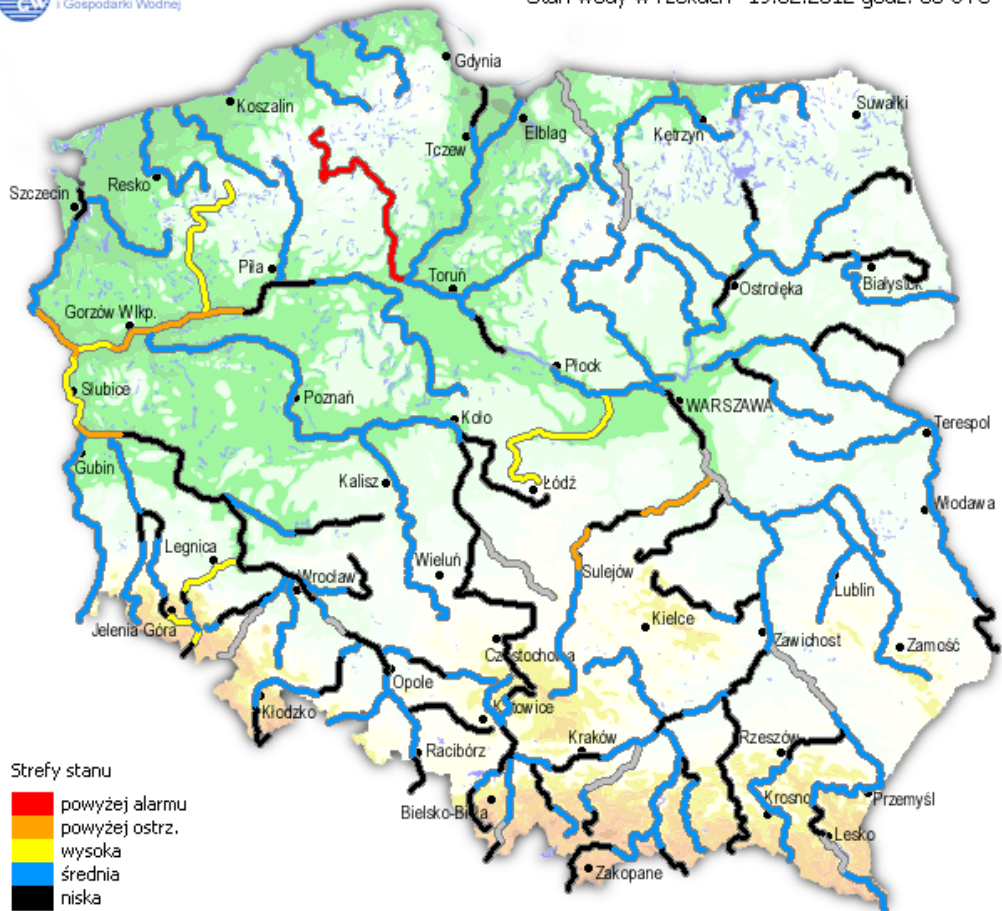 i Gospodarki Wodnej
Gdynia
Koszalin
Suwałki
Elbląg
Kętrzyn
Tczew
Resko
Szczecin
Piła
Toruń
Białystok
Ostrołęka
Gorzów Wlkp.
Płock
Słubice
Poznań
WARSZAWA
Koło
Terespol
Gubin
Kalisz
Łódź
Włodawa
Legnica
Wrocław
Wieluń
Sulejów
Lublin
Jelenia Góra
Kielce
Zawichost
Zamość
Częstochowa
Opole
Kłodzko
Katowice
Racibórz
Kraków
Rzeszów
Strefy stanu
powyżej alarmu
powyżej ostrz.
wysoka
średnia
niska
Bielsko-Biała
Krosno
Przemyśl
Lesko
Zakopane